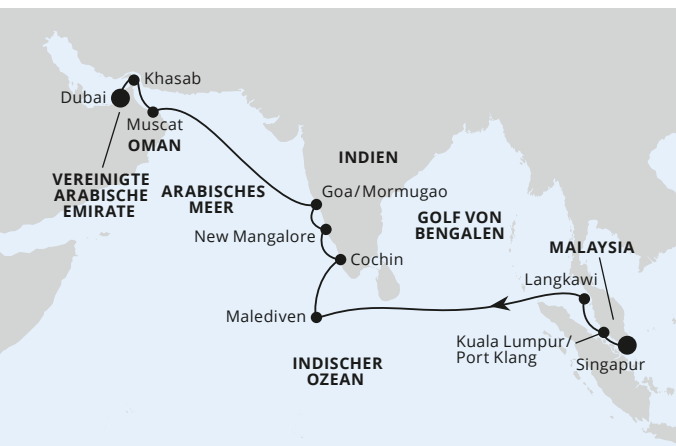 Khasab
Dubai
Muscat
OMAN
VEREINIGTE
ARABISCHE
EMIRATE
ARABISCHES
MEER
INDIEN
Goa/Mormugao
New Mangalore
Cochin
GOLF VON
BENGALEN
MALAYSIA
Langkawi
Malediven
Kuala Lumpur/
Port Klang
Singapur
INDISCHER
OZEAN